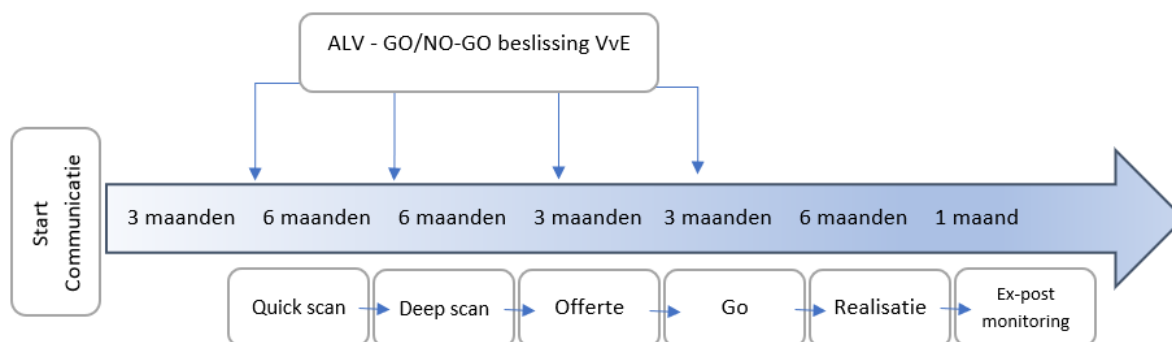 ALV - GO/NO-GO beslissing VvE
Start
Communicatie
3 maanden 6 maanden 6 maanden 3 maanden 3 maanden 6 maanden 1 maand
Quick scan Deep scan Offerte Go Realisatie Ex-post
monitoring